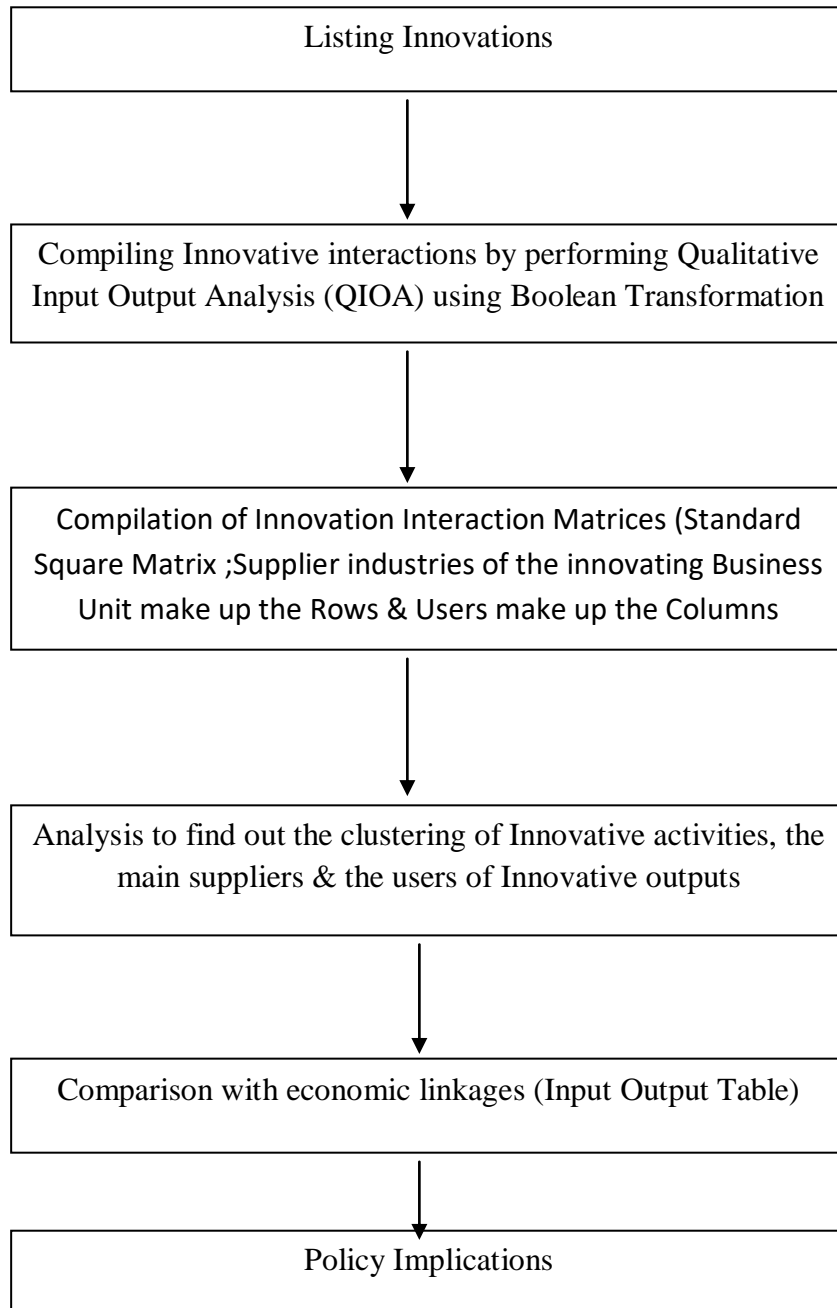 Listing Innovations
Compiling Innovative interactions by performing Qualitative
Input Output Analysis (QIOA) using Boolean Transformation
Compilation of Innovation Interaction Matrices (Standard
Square Matrix ;Supplier industries of the innovating Business
Unit make up the Rows & Users make up the Columns
Analysis to find out the clustering of Innovative activities, the
main suppliers & the users of Innovative outputs
Comparison with economic linkages (Input Output Table)
Policy Implications